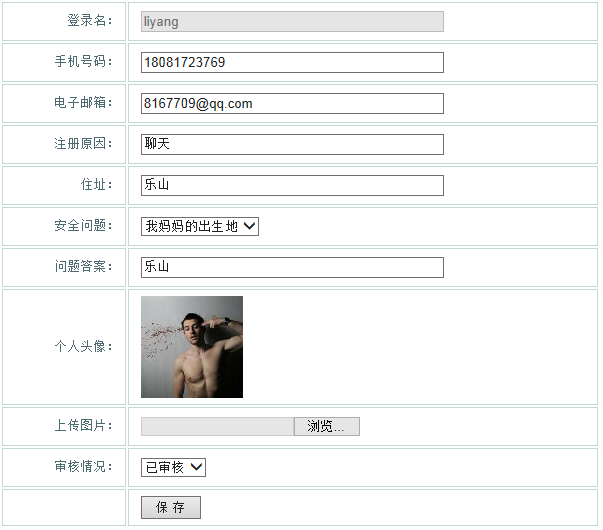 登录名： liyang
手机号码： 18081723769
电子邮箱： 8167709@qq.com
注册原因： 聊天
住址： 乐山
安全问题： 我妈妈的出生地
问题答案： 乐山
个人头像：
上传图片： 浏览...
审核情况： 已审核
保 存